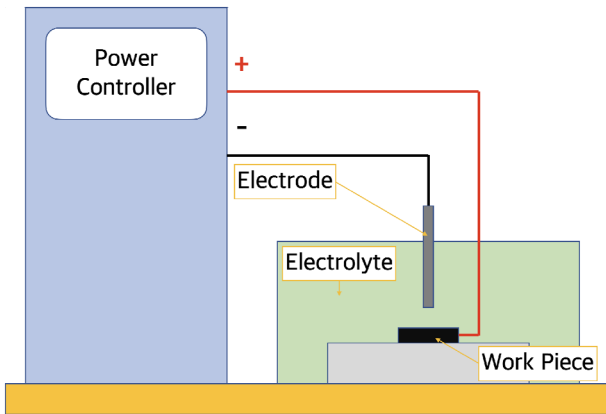 Power
Controller
+
-
Electrode
Electrolyte
Work Piece